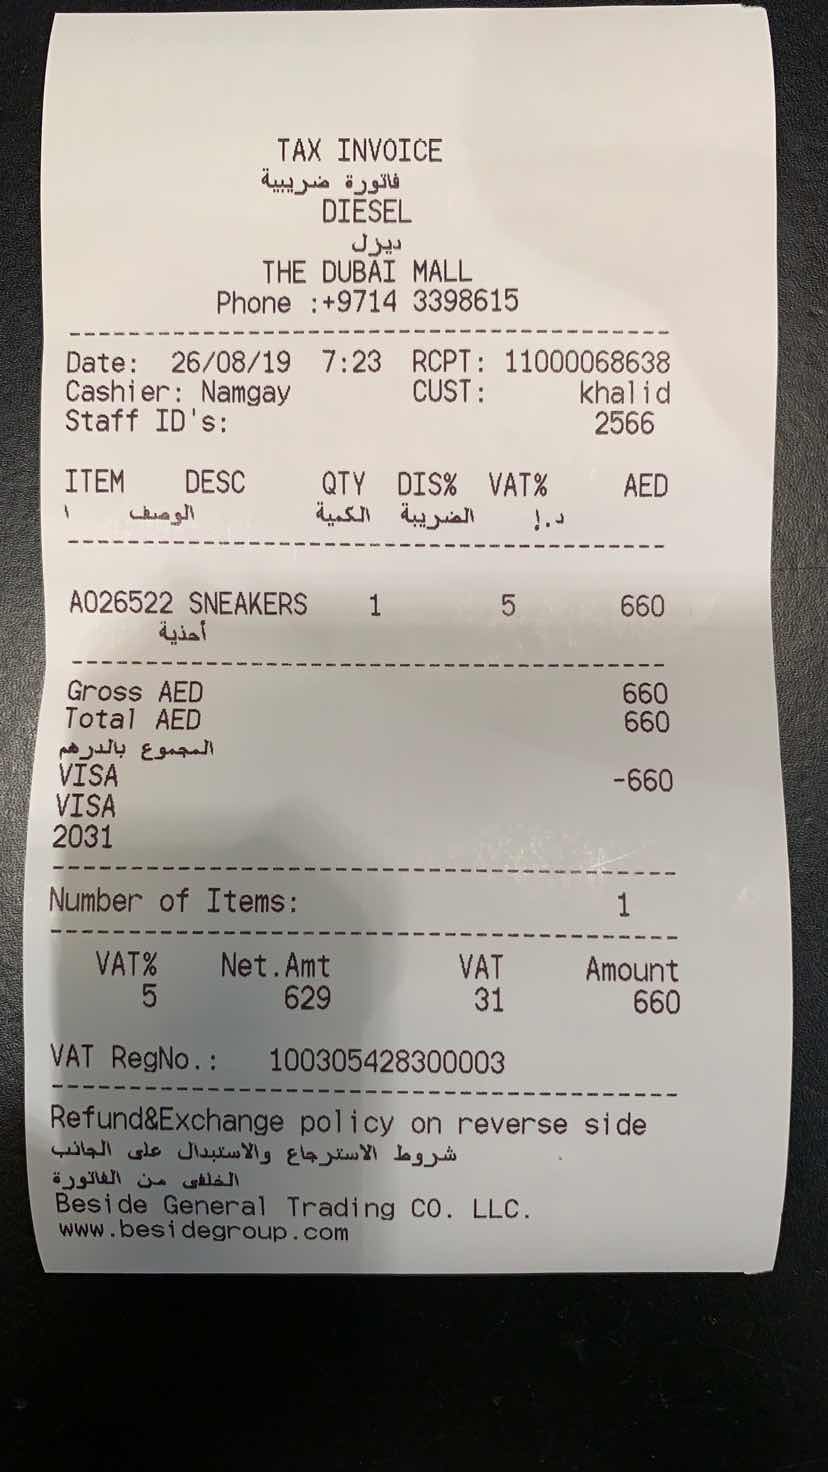 TAX INVOICE
فاتورة ضريبية
DIESEL
ديزل
THE DUBAI MALL
Phone :+9714 3398615
Date: 26/08/19 7:23 RCPT: 11000068638
Cashier: Namgay CUST: khalid
Staff ID's: 2566
ITEM DESC QTY DIS% VAT% AED
ا الوصف الكمية الضريبة د.إ
A026522 SNEAKERS 1 5 660
أحذية
Gross AED 660
Total AED 660
المجموع بالدرهم
VISA -660
VISA
2031
Number of Items: 1
VAT% Net.Amt VAT Amount
5 629 31 660
VAT RegNo.: 100305428300003
Refund&Exchange policy on reverse side
شروط الاسترجاع والاستبدال على الجانب
الخلفى من الفاتورة
Beside General Trading CO. LLC.
www.besidegroup.com